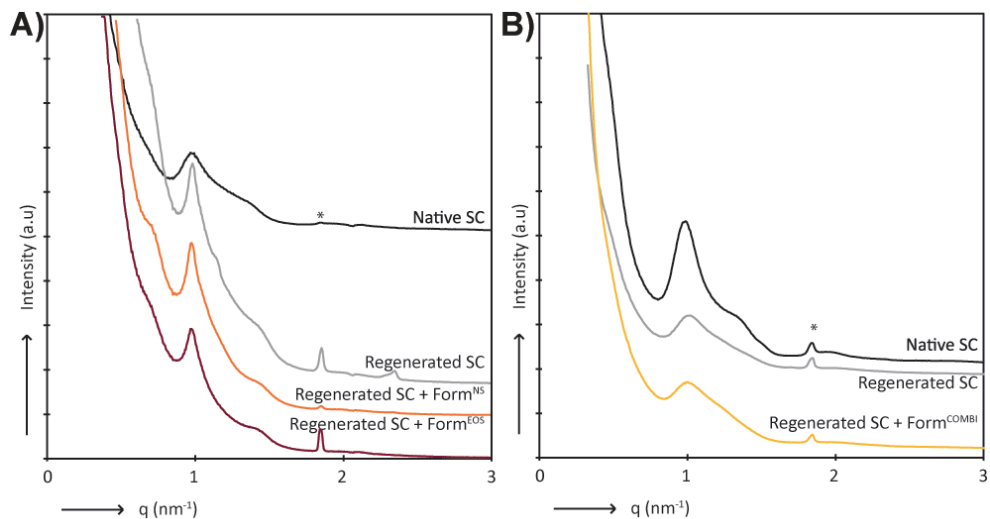 A)
Intensity (a.u)
*
Native SC
Regenerated SC
Regenerated SC + Form^NS
Regenerated SC + Form^EOS
0 1 2 3
q (nm⁻¹)
B)
Intensity (a.u)
*
Native SC
Regenerated SC
Regenerated SC + Form^COMBI
0 1 2 3
q (nm⁻¹)